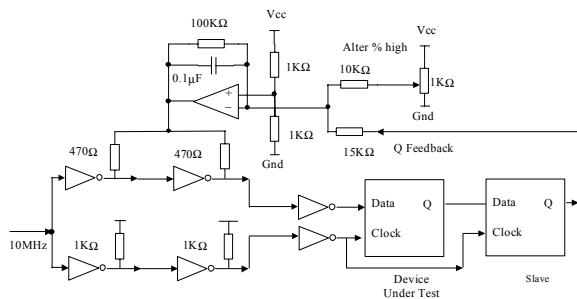 Vcc
100KΩ
Vcc
Alter % high
0.1μF
1KΩ
10KΩ
1KΩ
+
−
Gnd
1KΩ
470Ω
470Ω
Gnd
15KΩ
Q Feedback
Data
Q
Data
Q
10MHz
1KΩ
1KΩ
Clock
Clock
Device
Under Test
Slave